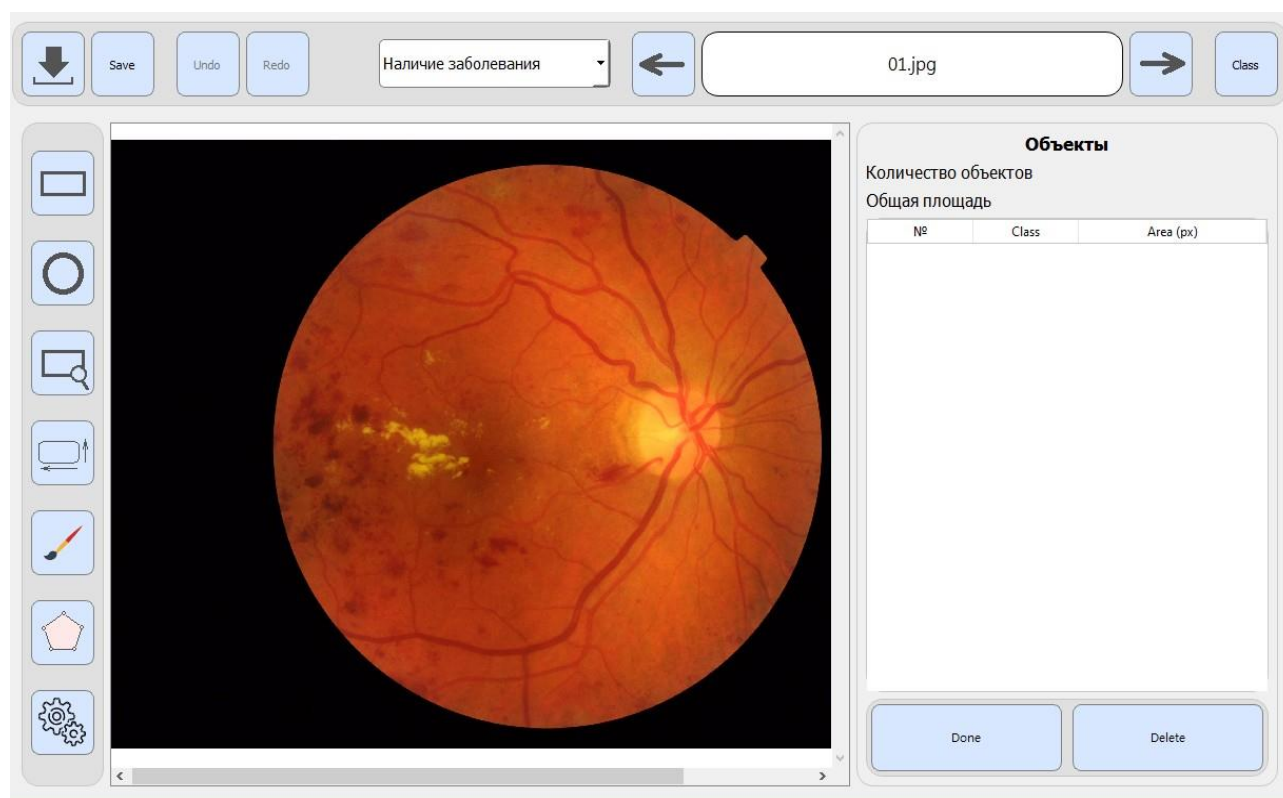 Save
Undo
Redo
Наличие заболевания
01.jpg
Class
Объекты
Количество объектов
Общая площадь
№ Class Area (px)
Done
Delete